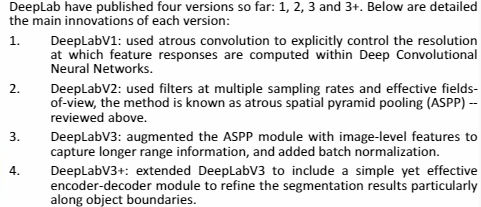 DeepLab have published four versions so far: 1, 2, 3 and 3+. Below are detailed
the main innovations of each version:
1. DeepLabV1: used atrous convolution to explicitly control the resolution
at which feature responses are computed within Deep Convolutional
Neural Networks.
2. DeepLabV2: used filters at multiple sampling rates and effective fields-
of-view, the method is known as atrous spatial pyramid pooling (ASPP) --
reviewed above.
3. DeepLabV3: augmented the ASPP module with image-level features to
capture longer range information, and added batch normalization.
4. DeepLabV3+: extended DeepLabV3 to include a simple yet effective
encoder-decoder module to refine the segmentation results particularly
along object boundaries.